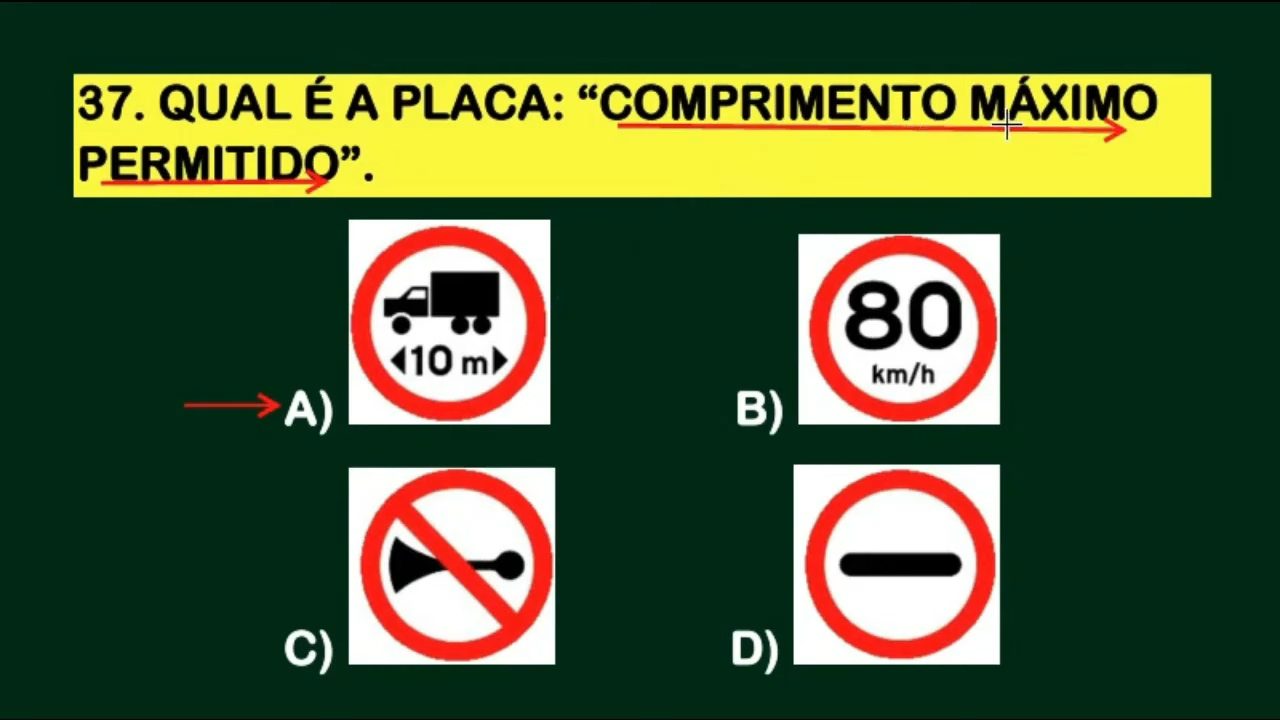 37. QUAL É A PLACA: “COMPRIMENTO MÁXIMO
PERMITIDO”.
10 m
A)
80
km/h
B)
C)
D)